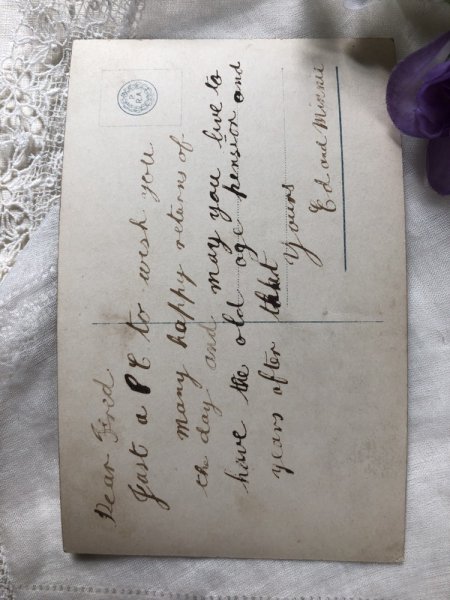 Dear Fred
Just a PC to wish you
many happy returns of
the day and may you live to
have the old age pension and
years after that
Yours
Ed and Minnie